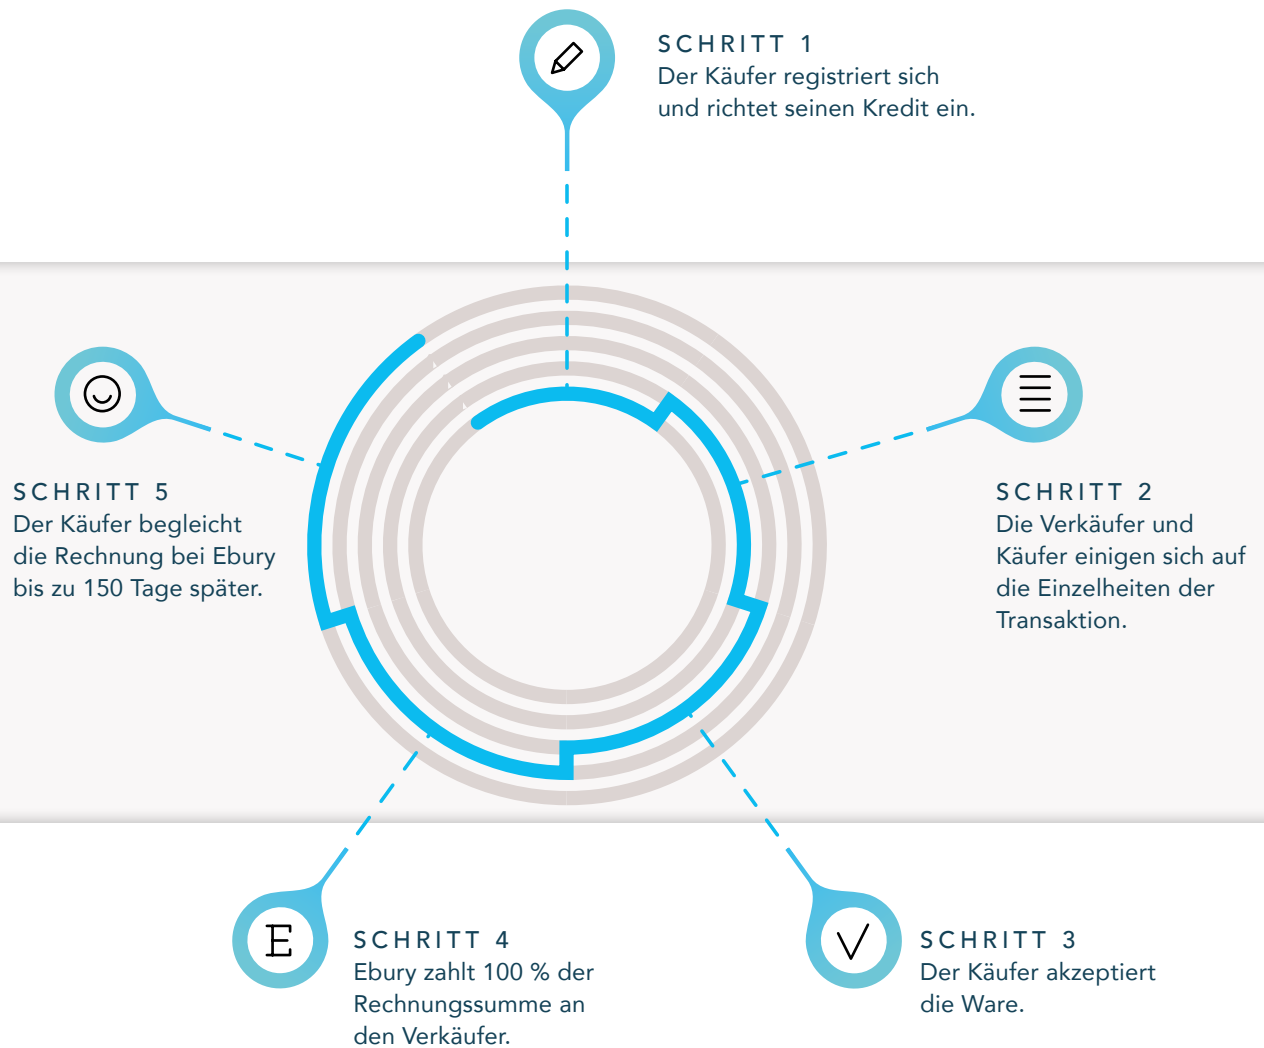 SCHRITT 1
Der Käufer registriert sich
und richtet seinen Kredit ein.
SCHRITT 2
Die Verkäufer und
Käufer einigen sich auf
die Einzelheiten der
Transaktion.
SCHRITT 3
Der Käufer akzeptiert
die Ware.
SCHRITT 4
Ebury zahlt 100 % der
Rechnungssumme an
den Verkäufer.
E
SCHRITT 5
Der Käufer begleicht
die Rechnung bei Ebury
bis zu 150 Tage später.